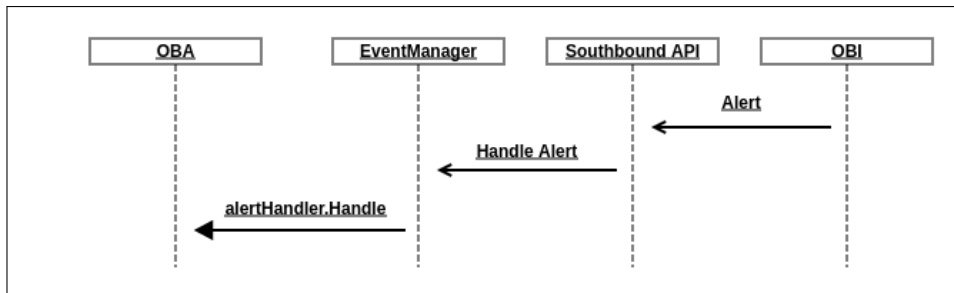 OBA
EventManager
Southbound API
OBI
Alert
Handle Alert
alertHandler.Handle